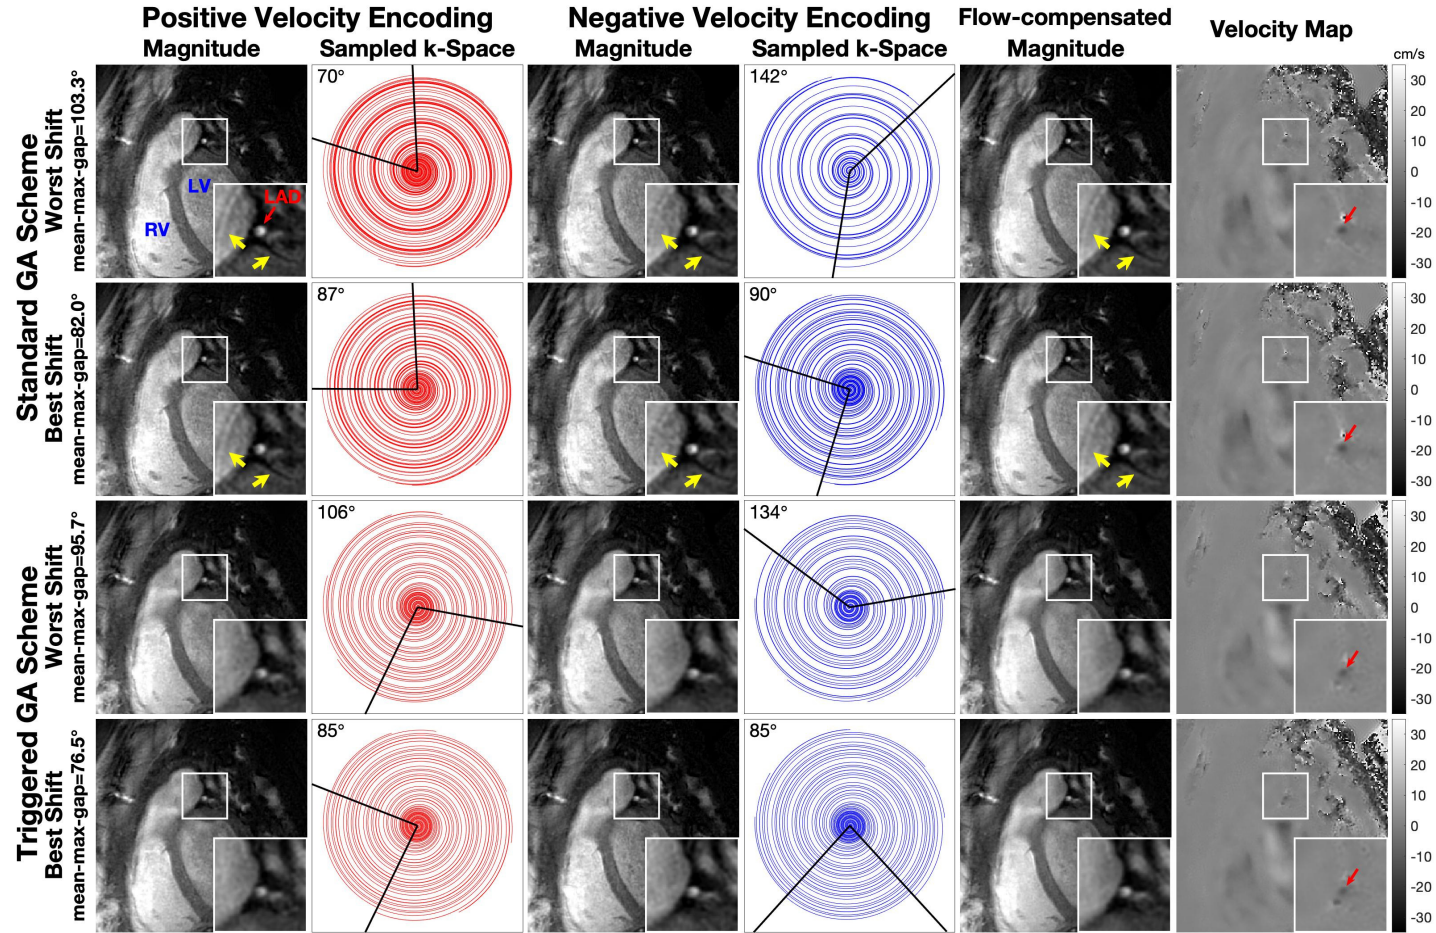 Positive Velocity Encoding
Negative Velocity Encoding
Flow-compensated
Velocity Map
Magnitude
Sampled k-Space
Magnitude
Sampled k-Space
Magnitude
cm/s
Standard GA Scheme
Worst Shift
mean-max-gap=103.3°
LV
RV
LAD
70°
142°
30
20
10
0
-10
-20
-30
Best Shift
mean-max-gap=82.0°
87°
90°
30
20
10
0
-10
-20
-30
Triggered GA Scheme
Worst Shift
mean-max-gap=95.7°
106°
134°
30
20
10
0
-10
-20
-30
Best Shift
mean-max-gap=76.5°
85°
85°
30
20
10
0
-10
-20
-30